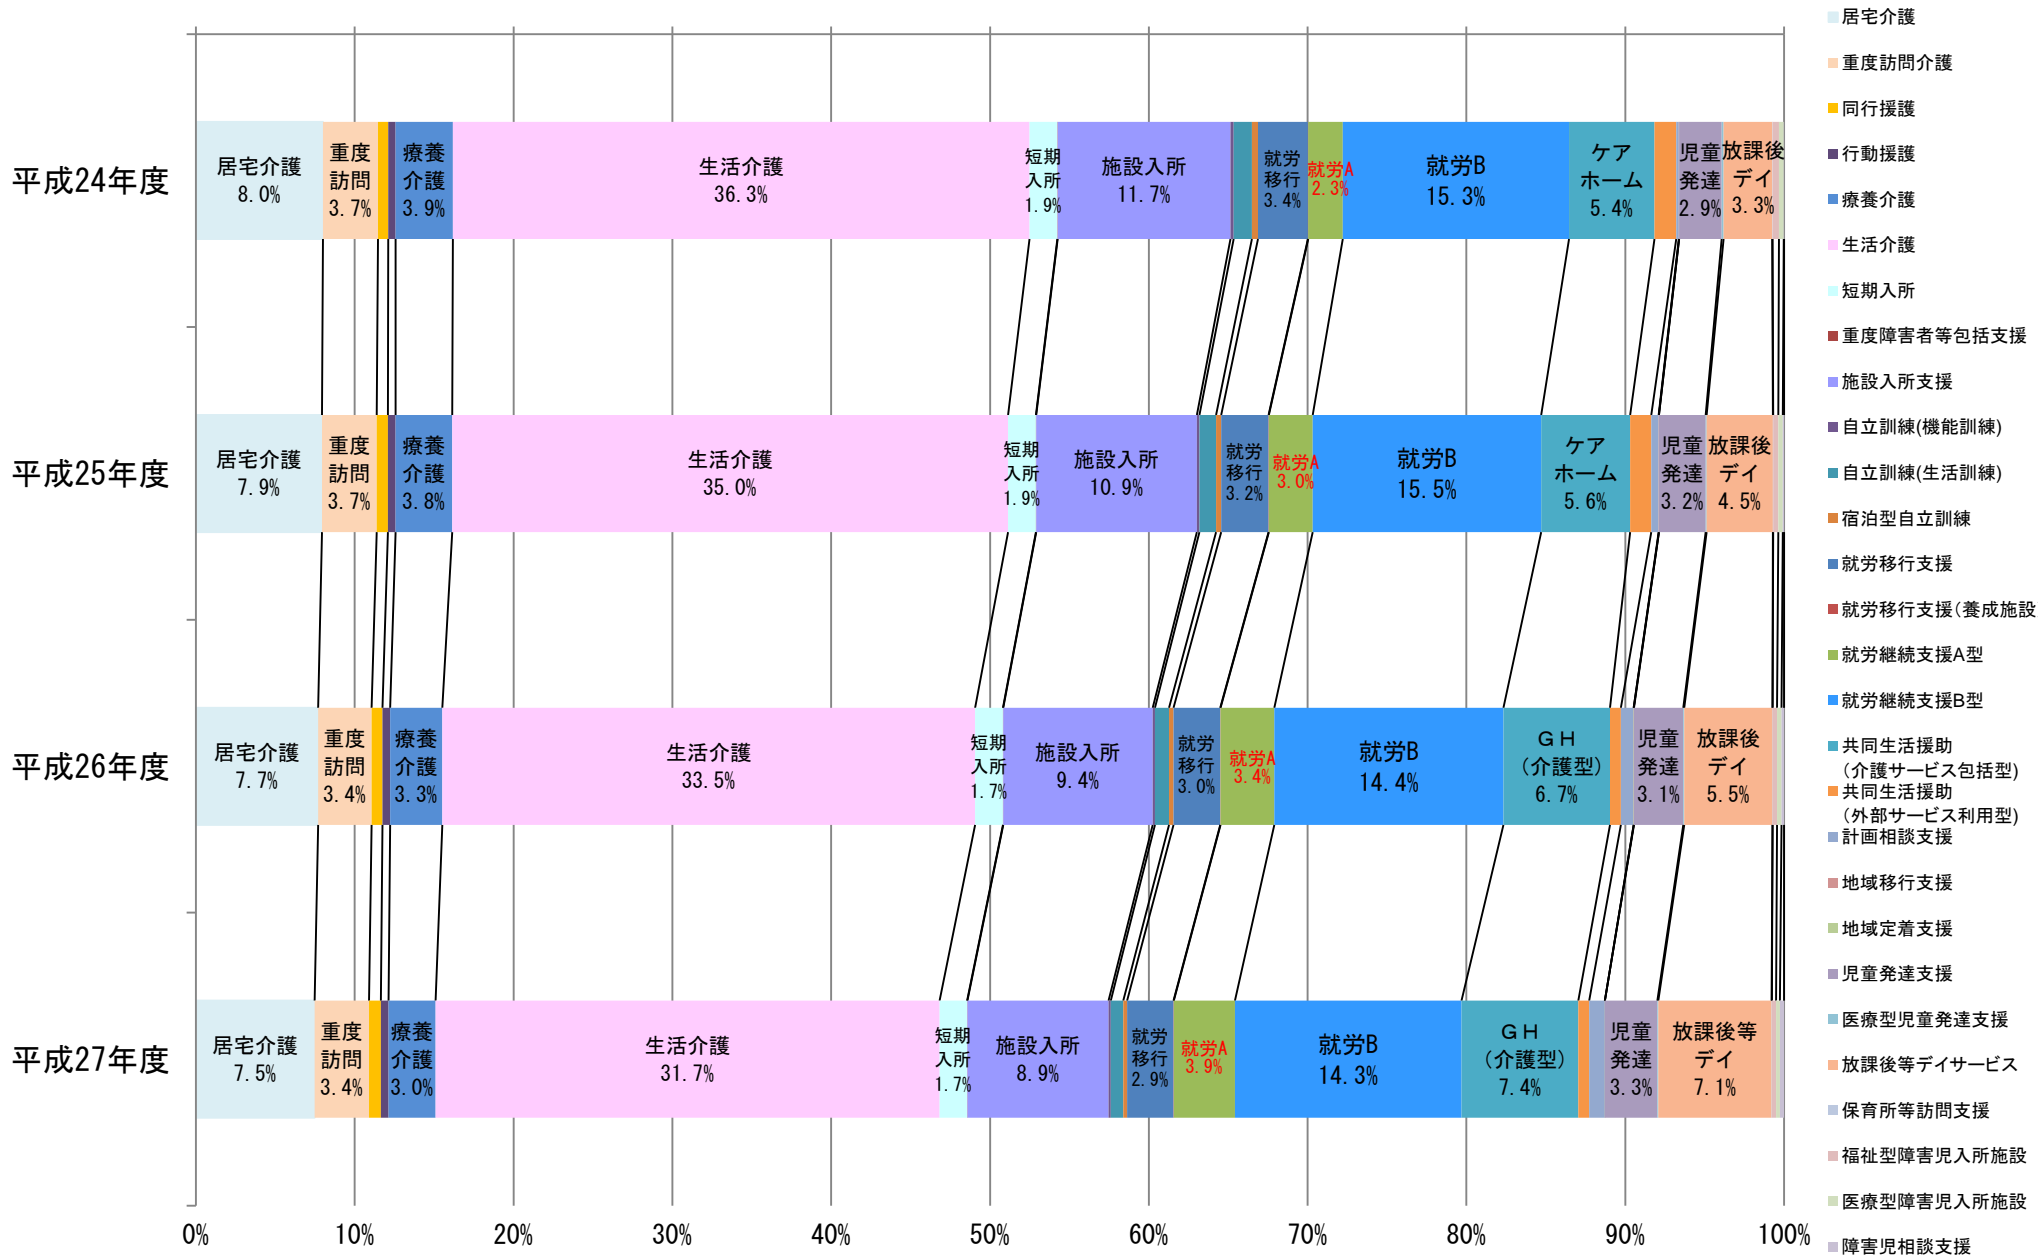 平成24年度
居宅介護
8.0%
重度
訪問
3.7%
療養
介護
3.9%
生活介護
36.3%
短期
入所
1.9%
施設入所
11.7%
就労
移行
3.4%
就労A
2.3%
就労B
15.3%
ケア
ホーム
5.4%
児童
発達
2.9%
放課後
デイ
3.3%
平成25年度
居宅介護
7.9%
重度
訪問
3.7%
療養
介護
3.8%
生活介護
35.0%
短期
入所
1.9%
施設入所
10.9%
就労
移行
3.2%
就労A
3.0%
就労B
15.5%
ケア
ホーム
5.6%
児童
発達
3.2%
放課後
デイ
4.5%
平成26年度
居宅介護
7.7%
重度
訪問
3.4%
療養
介護
3.3%
生活介護
33.5%
短期
入所
1.7%
施設入所
9.4%
就労
移行
3.0%
就労A
3.4%
就労B
14.4%
ＧＨ
（介護型）
6.7%
児童
発達
3.1%
放課後
デイ
5.5%
平成27年度
居宅介護
7.5%
重度
訪問
3.4%
療養
介護
3.0%
生活介護
31.7%
短期
入所
1.7%
施設入所
8.9%
就労
移行
2.9%
就労A
3.9%
就労B
14.3%
ＧＨ
（介護型）
7.4%
児童
発達
3.3%
放課後等
デイ
7.1%
0% 10% 20% 30% 40% 50% 60% 70% 80% 90% 100%
居宅介護
重度訪問介護
同行援護
行動援護
療養介護
生活介護
短期入所
重度障害者等包括支援
施設入所支援
自立訓練(機能訓練)
自立訓練(生活訓練)
宿泊型自立訓練
就労移行支援
就労移行支援（養成施設
就労継続支援A型
就労継続支援B型
共同生活援助
（介護サービス包括型）
共同生活援助
（外部サービス利用型）
計画相談支援
地域移行支援
地域定着支援
児童発達支援
医療型児童発達支援
放課後等デイサービス
保育所等訪問支援
福祉型障害児入所施設
医療型障害児入所施設
障害児相談支援